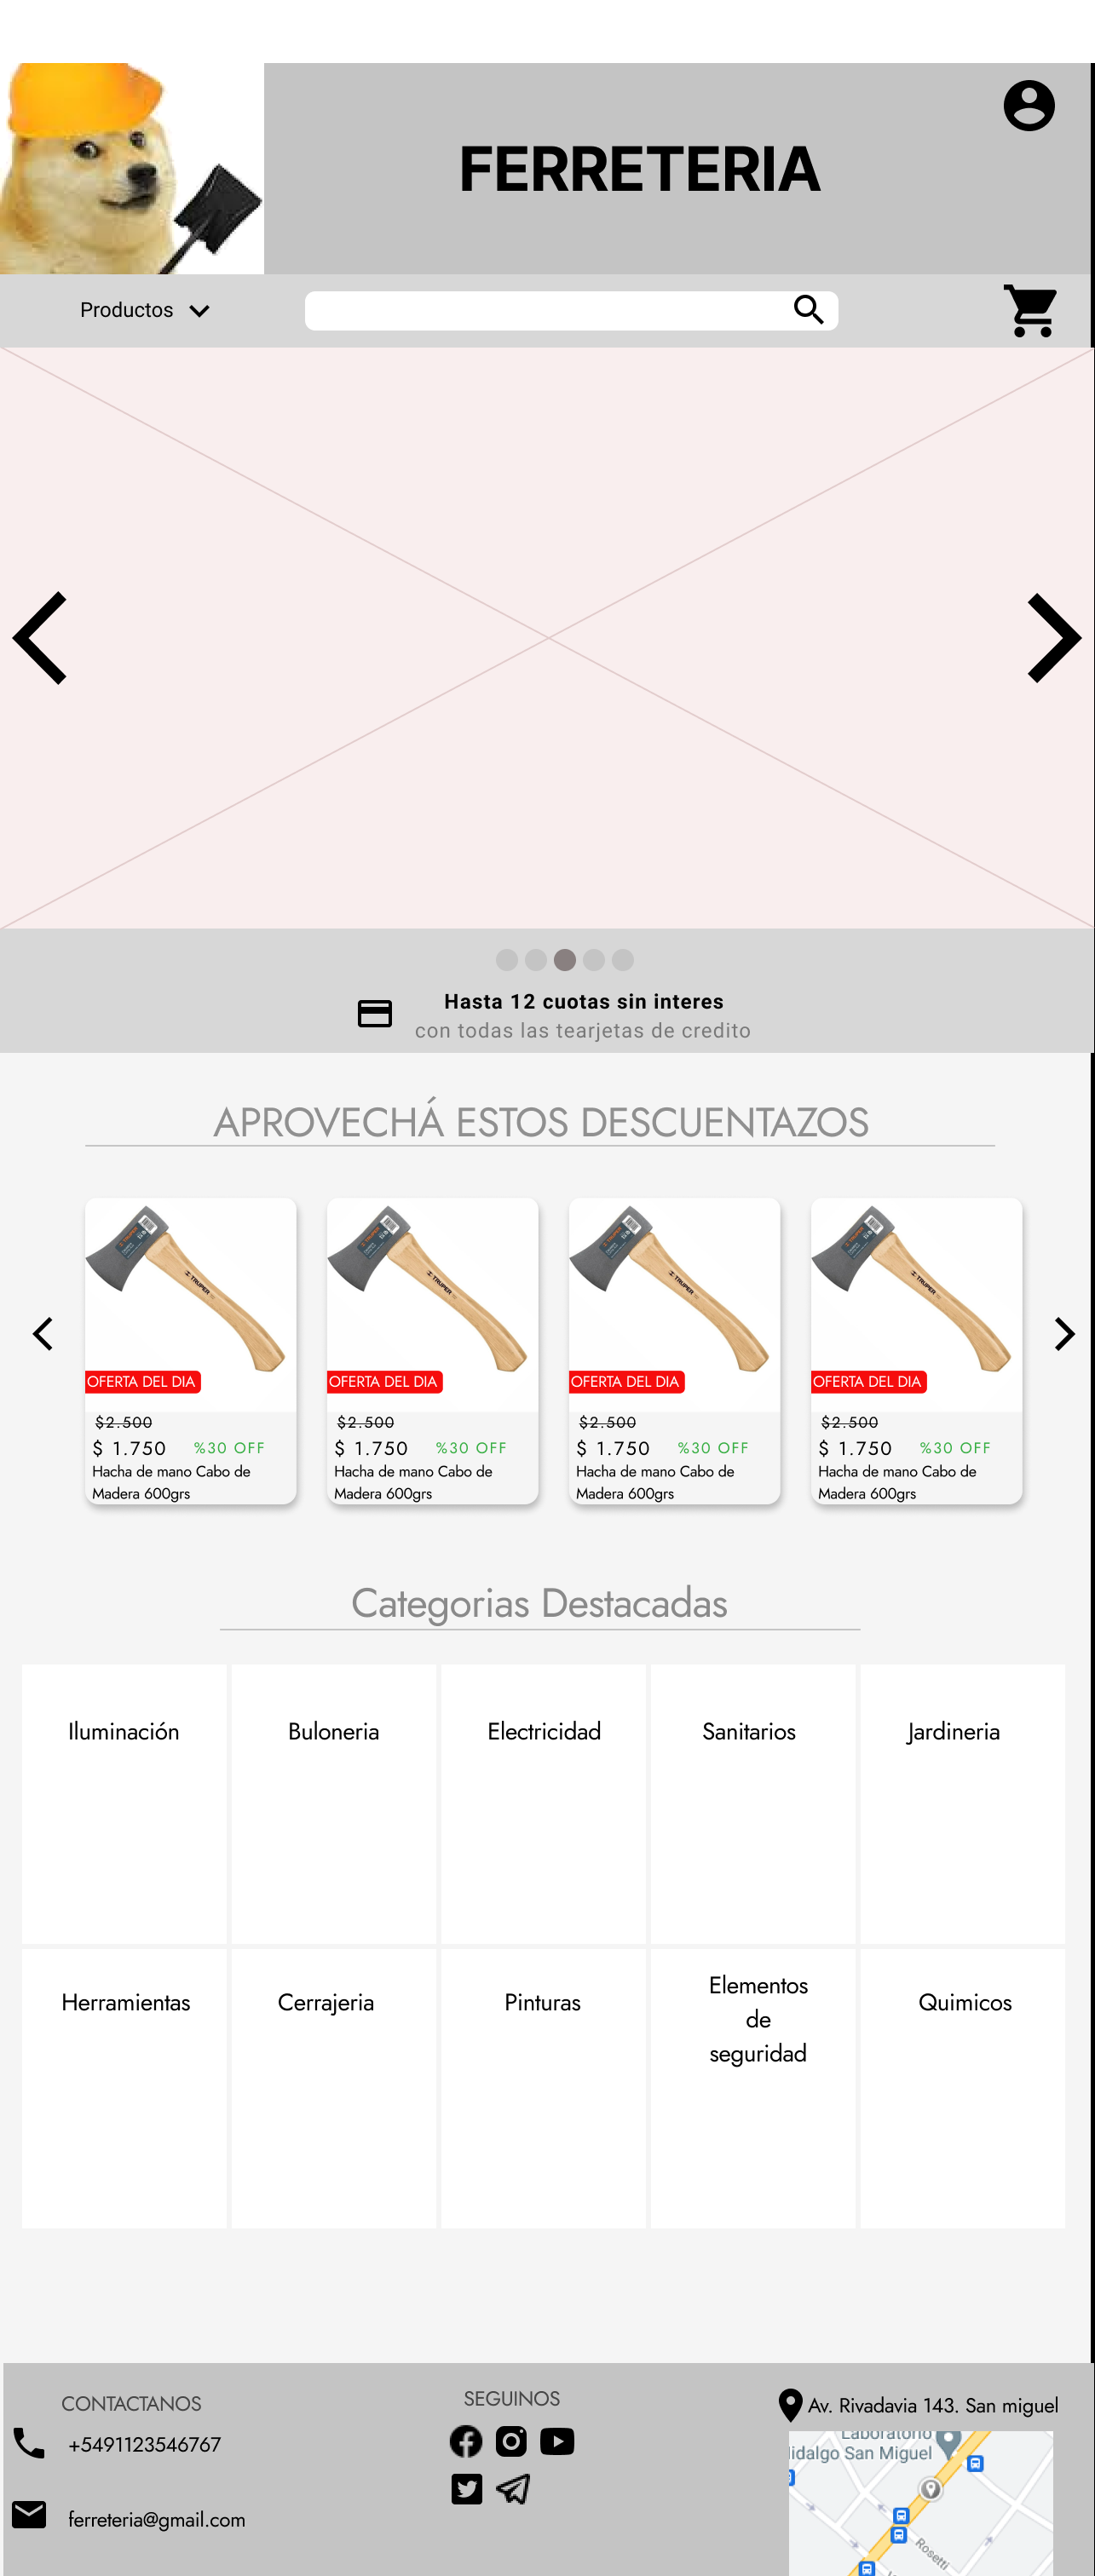 FERRETERIA
Productos
Hasta 12 cuotas sin interes
con todas las tearjetas de credito
APROVECHÁ ESTOS DESCUENTAZOS
TRUPER
TRUPER
TRUPER
TRUPER
OFERTA DEL DIA
OFERTA DEL DIA
OFERTA DEL DIA
OFERTA DEL DIA
$2.500
$2.500
$2.500
$2.500
$ 1.750 %30 OFF
$ 1.750 %30 OFF
$ 1.750 %30 OFF
$ 1.750 %30 OFF
Hacha de mano Cabo de
Madera 600grs
Hacha de mano Cabo de
Madera 600grs
Hacha de mano Cabo de
Madera 600grs
Hacha de mano Cabo de
Madera 600grs
Categorias Destacadas
Iluminación
Buloneria
Electricidad
Sanitarios
Jardineria
Herramientas
Cerrajeria
Pinturas
Elementos
de
seguridad
Quimicos
CONTACTANOS
+5491123546767
ferreteria@gmail.com
SEGUINOS
Av. Rivadavia 143. San miguel
Laboratorio
idalgo San Miguel
Rosetti